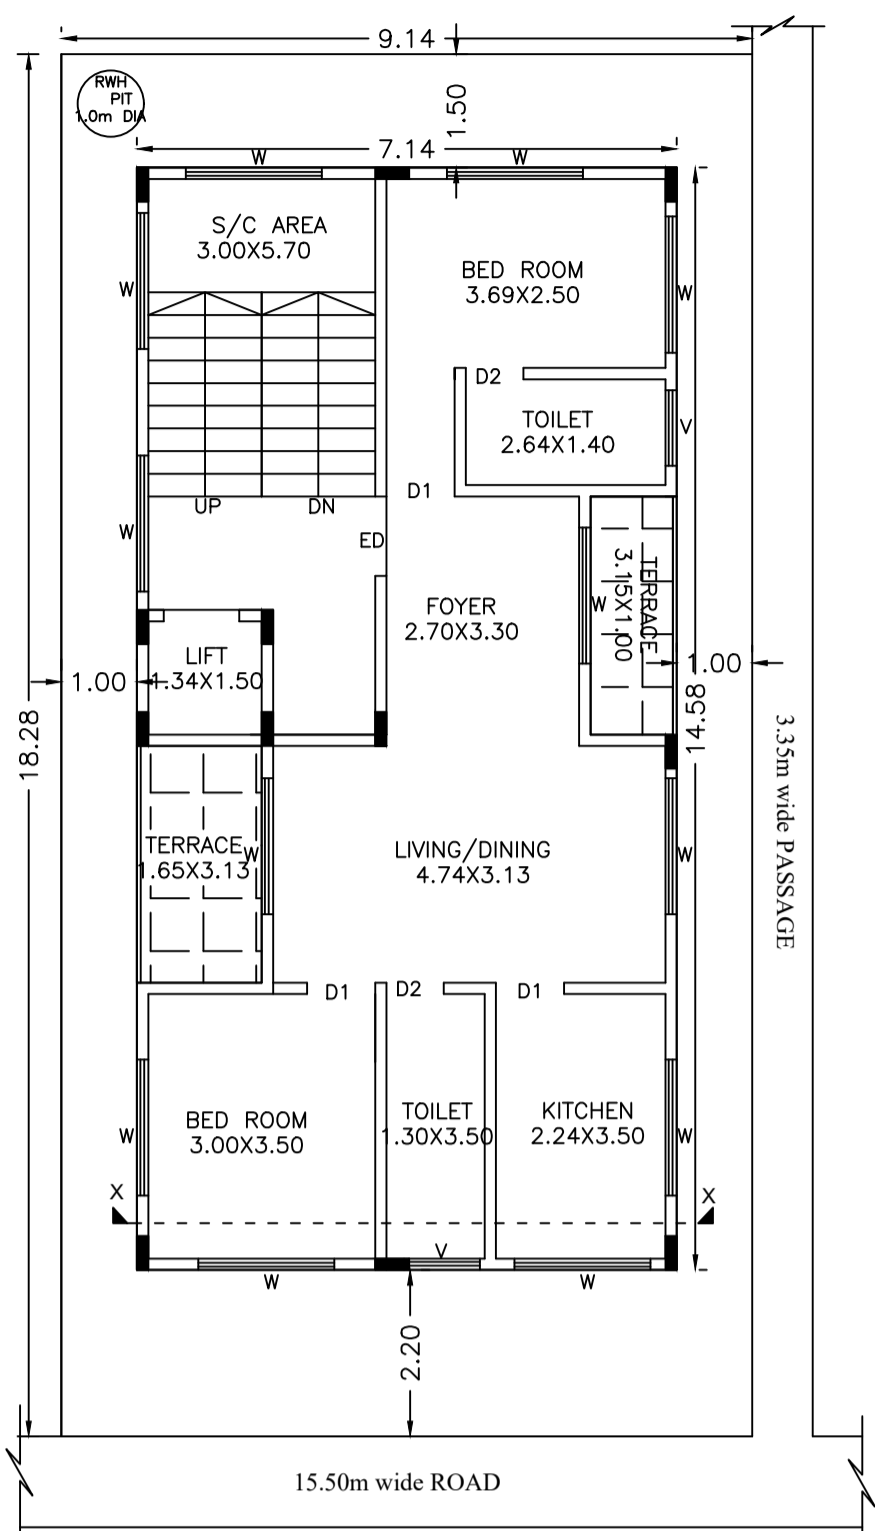 9.14
RWH
PIT
1.0m DIA
1.50
7.14
W
W
S/C AREA
3.00X5.70
BED ROOM
3.69X2.50
W
W
D2
TOILET
2.64X1.40
V
D1
UP
DN
W
ED
TERRACE
3.15X1.00
W
FOYER
2.70X3.30
LIFT
1.34X1.50
1.00
1.00
14.58
18.28
3.35m wide PASSAGE
TERRACE
1.65X3.13
W
LIVING/DINING
4.74X3.13
W
D1
D2
D1
BED ROOM
3.00X3.50
TOILET
1.30X3.50
KITCHEN
2.24X3.50
W
W
X
X
V
W
W
2.20
15.50m wide ROAD